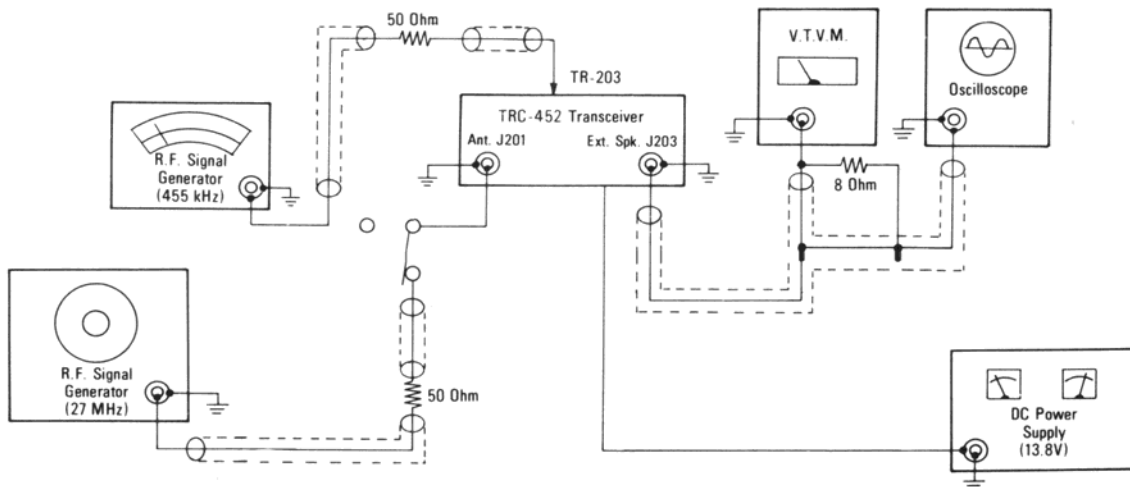 50 Ohm
TR-203
V.T.V.M.
Oscilloscope
R.F. Signal
Generator
(455 kHz)
TRC-452 Transceiver
Ant. J201
Ext. Spk. J203
8 Ohm
R.F. Signal
Generator
(27 MHz)
50 Ohm
DC Power
Supply
(13.8V)